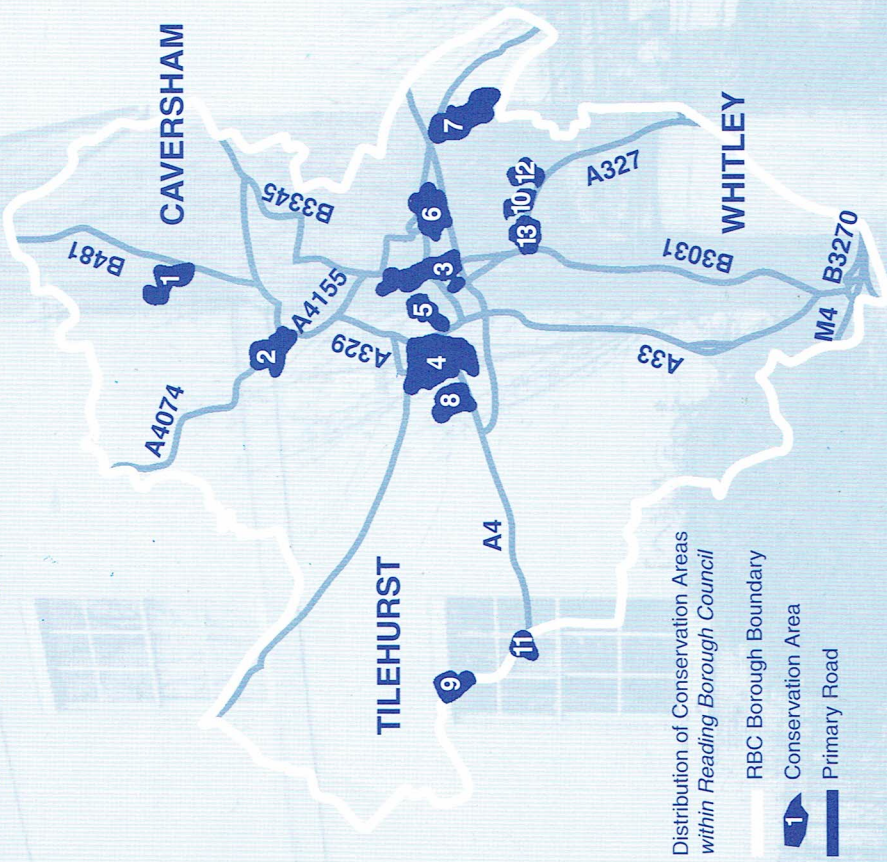 CAVERSHAM
B481
1
B3345
A4155
2
A4074
A329
7
6
3
5
4
8
12
10
13
A327
WHITLEY
B3031
B3270
M4
A33
TILEHURST
A4
9
11
Distribution of Conservation Areas
within Reading Borough Council
RBC Borough Boundary
1 Conservation Area
Primary Road